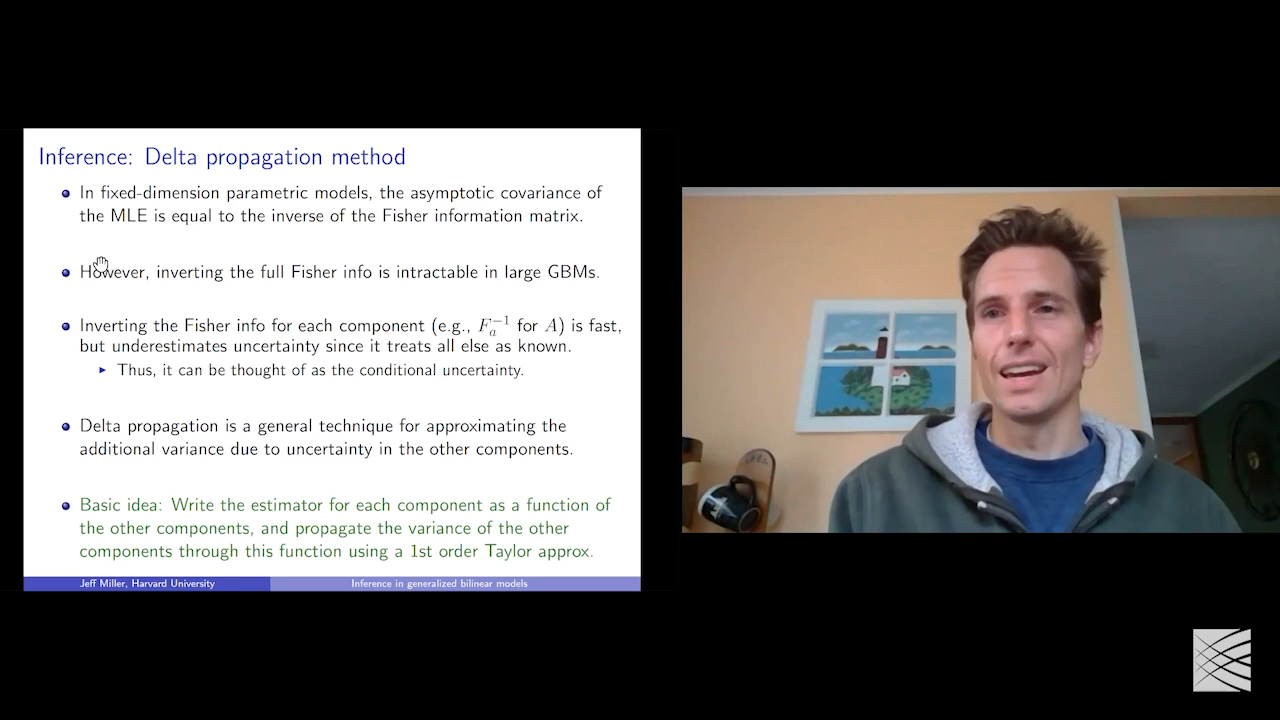 Inference: Delta propagation method
In fixed-dimension parametric models, the asymptotic covariance of
the MLE is equal to the inverse of the Fisher information matrix.
However, inverting the full Fisher info is intractable in large GBMs.
Inverting the Fisher info for each component (e.g., $F_a^{-1}$ for $A$) is fast,
but underestimates uncertainty since it treats all else as known.
Thus, it can be thought of as the conditional uncertainty.
Delta propagation is a general technique for approximating the
additional variance due to uncertainty in the other components.
Basic idea: Write the estimator for each component as a function of
the other components, and propagate the variance of the other
components through this function using a 1st order Taylor approx.
Jeff Miller, Harvard University
Inference in generalized bilinear models